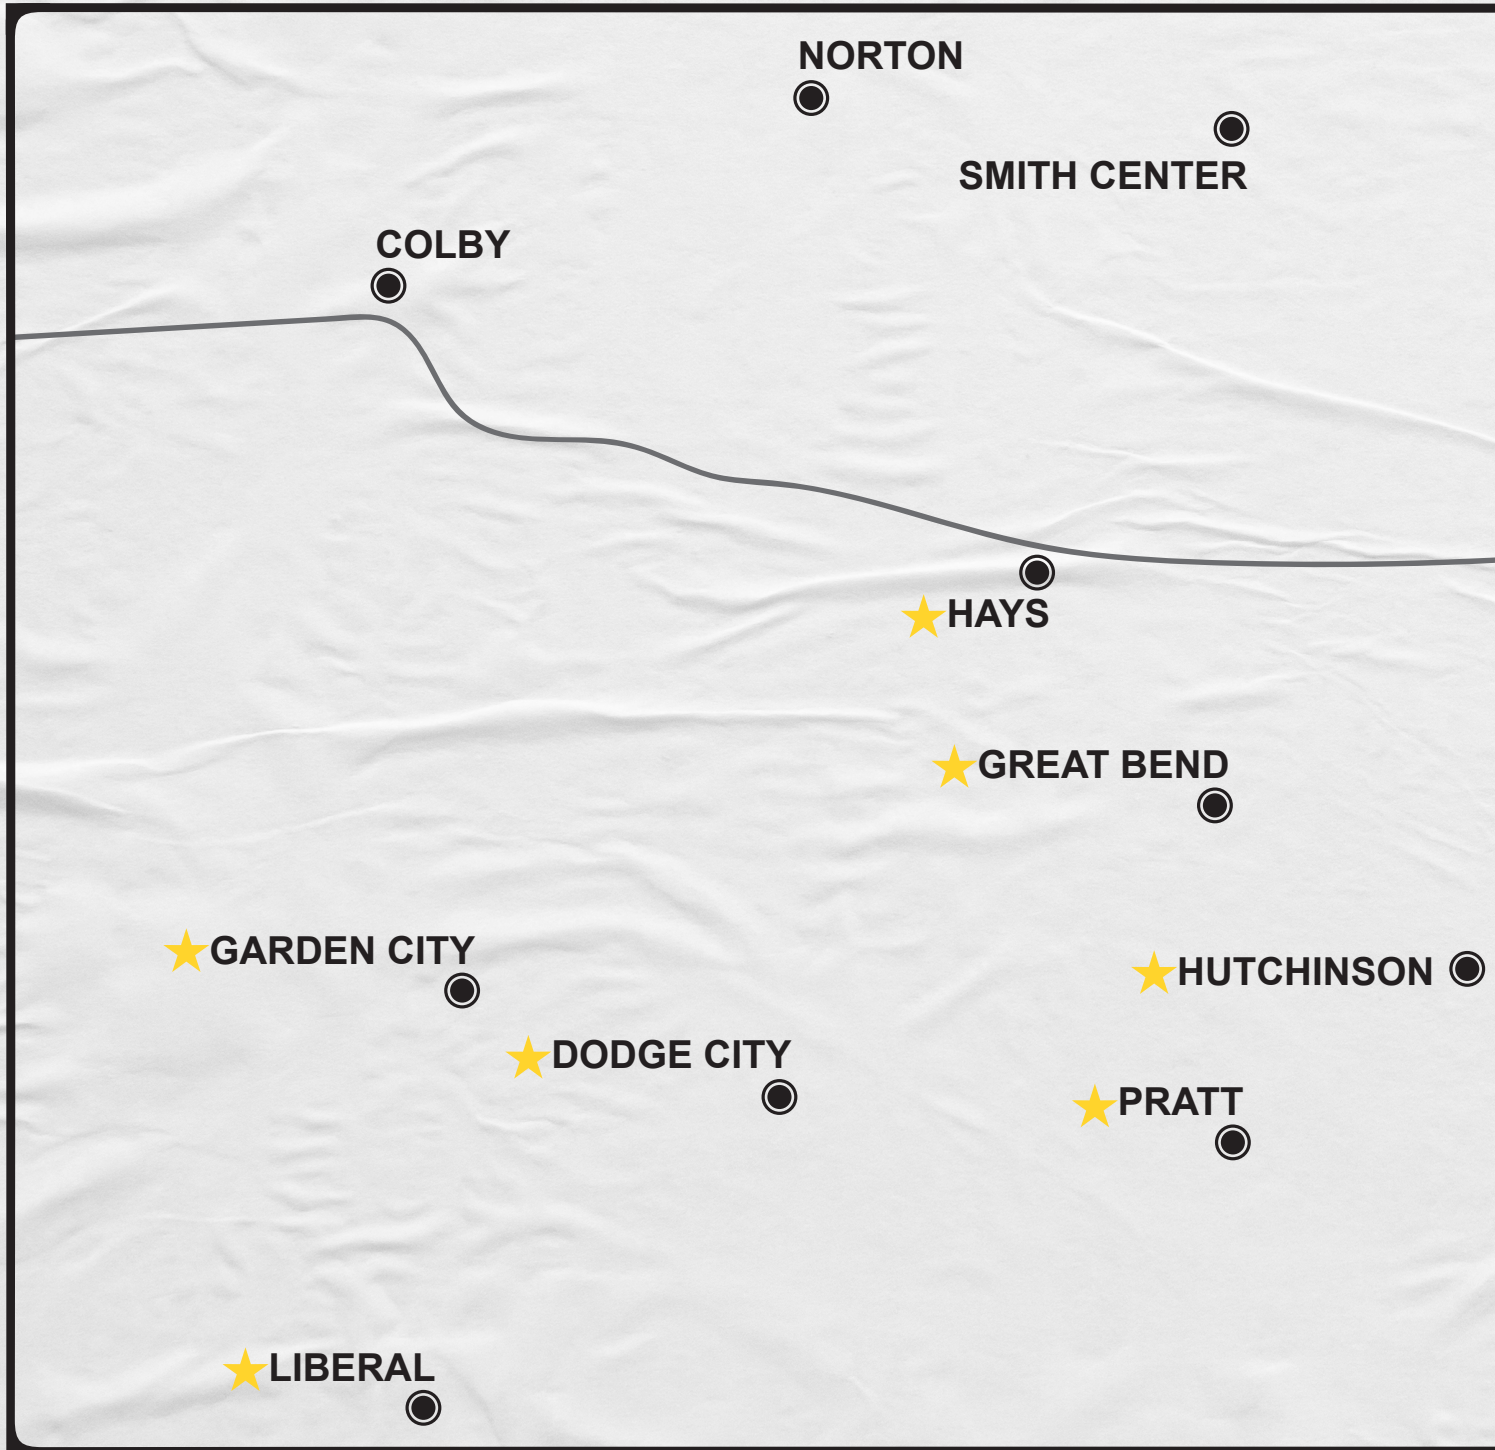 NORTON
SMITH CENTER
COLBY
HAYS
GREAT BEND
GARDEN CITY
HUTCHINSON
DODGE CITY
PRATT
LIBERAL